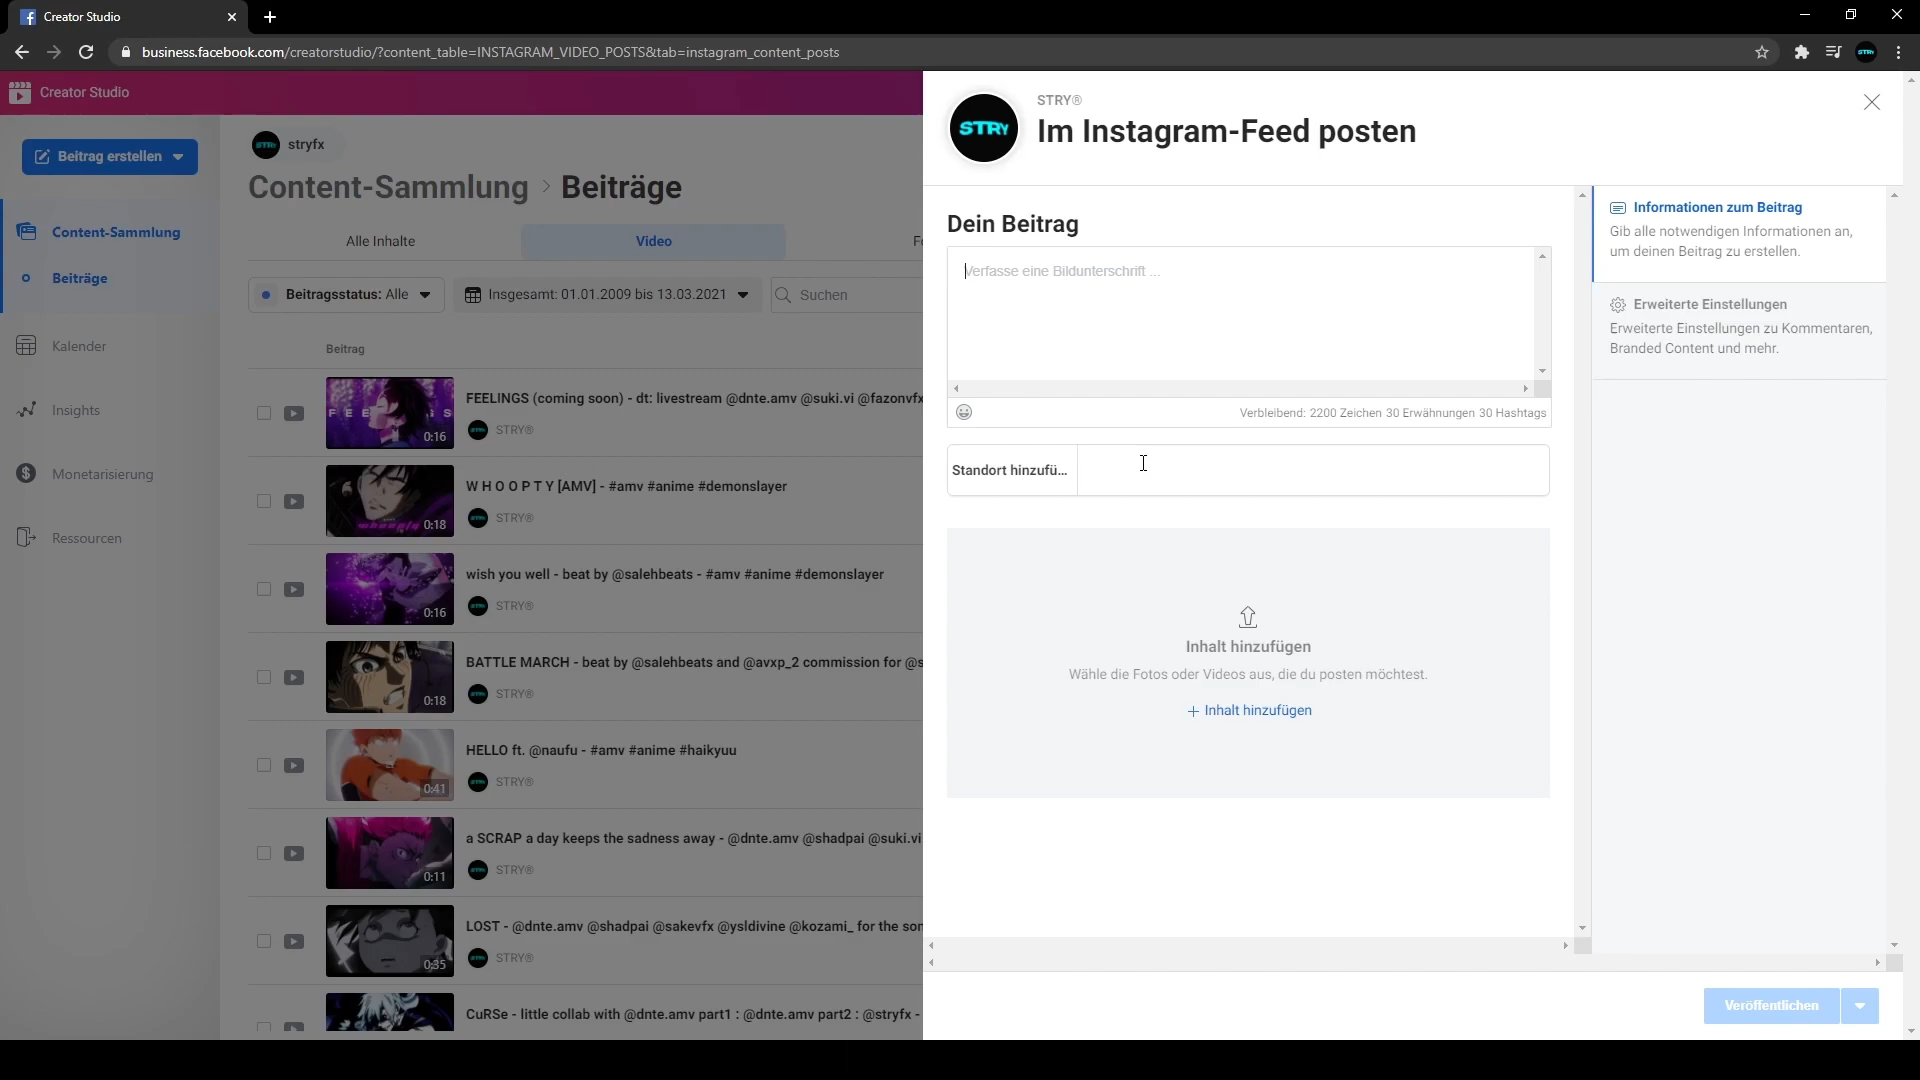 Creator Studio
business.facebook.com/creatorstudio/?content_table=INSTAGRAM_VIDEO_POSTS&tab=instagram_content_posts
Creator Studio
Beitrag erstellen
Content-Sammlung
Beiträge
Kalender
Insights
Monetarisierung
Ressourcen
stryfx
Content-Sammlung > Beiträge
Alle Inhalte
Video
Beitragsstatus: Alle
Insgesamt: 01.01.2009 bis 13.03.2021
Suchen
Beitrag
FEELINGS
0:16
FEELINGS (coming soon) - dt: livestream @dnte.amv @suki.vi @fazonvfx
STRY®
0:18
W H O O P T Y [AMV] - #amv #anime #demonslayer
STRY®
0:16
wish you well - beat by @salehbeats - #amv #anime #demonslayer
STRY®
0:18
BATTLE MARCH - beat by @salehbeats and @avxp_2 commission for @s
STRY®
0:41
HELLO ft. @naufu - #amv #anime #haikyuu
STRY®
0:11
a SCRAP a day keeps the sadness away - @dnte.amv @shadpai @suki.vi
STRY®
0:35
LOST - @dnte.amv @shadpai @sakevfx @ysldivine @kozami_ for the son
STRY®
CuRSe - little collab with @dnte.amv part1 : @dnte.amv part2 : @stryfx -
STRY
STRY®
Im Instagram-Feed posten
Dein Beitrag
Verfasse eine Bildunterschrift ...
Verbleibend: 2200 Zeichen 30 Erwähnungen 30 Hashtags
Standort hinzufü...
Inhalt hinzufügen
Wähle die Fotos oder Videos aus, die du posten möchtest.
+ Inhalt hinzufügen
Informationen zum Beitrag
Gib alle notwendigen Informationen an,
um deinen Beitrag zu erstellen.
Erweiterte Einstellungen
Erweiterte Einstellungen zu Kommentaren,
Branded Content und mehr.
Veröffentlichen